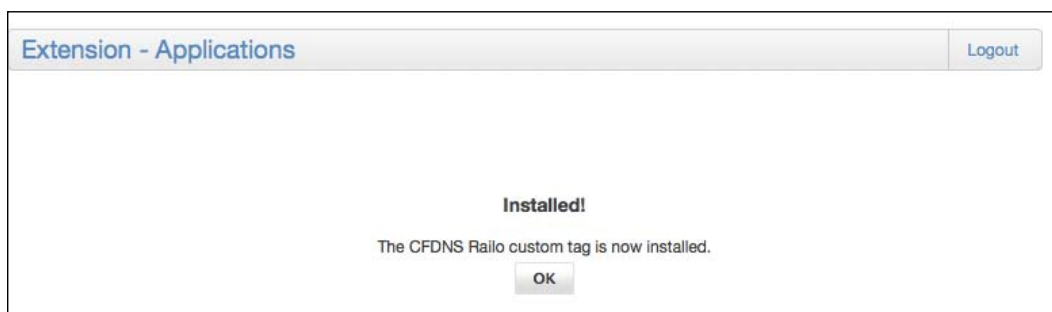 Extension - Applications
Logout
Installed!
The CFDNS Railo custom tag is now installed.
OK